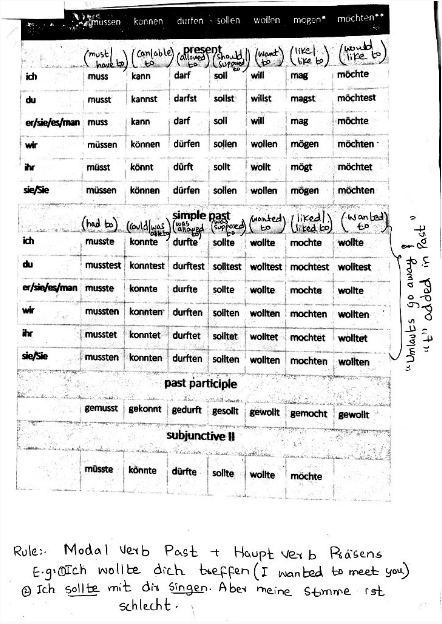 müssen können dürfen - sollen wollen mögen* möchten**
present
(must/ have to) (can/able to) (allowed to) (should/ supposed to) (want to) (like/ like to) (would like to)
ich muss kann darf soll will mag möchte
du musst kannst darfst sollst willst magst möchtest
er/sie/es/man muss kann darf soll will mag möchte
wir müssen können dürfen sollen wollen mögen möchten
ihr müsst könnt dürft sollt wollt mögt möchtet
sie/Sie müssen können dürfen sollen wollen mögen möchten
simple past
(had to) (could/was able to) (was allowed to) (was supposed to) (wanted to) (liked/ liked to) (wanted to)
ich musste konnte durfte sollte wollte mochte wollte
du musstest konntest durftest solltest wolltest mochtest wolltest
er/sie/es/man musste konnte durfte sollte wollte mochte wollte
wir mussten konnten durften sollten wollten mochten wollten
ihr musstet konntet durftet solltet wolltet mochtet wolltet
sie/Sie mussten konnten durften sollten wollten mochten wollten
"Umlauts go away &
"t" added in Past"
past participle
gemusst gekonnt gedurft gesollt gewollt gemocht gewollt
subjunctive II
müsste könnte dürfte sollte wollte möchte
Rule:- Modal Verb Past + Haupt verb Präsens
E.g:① Ich wollte dich treffen (I wanted to meet you)
② Ich sollte mit dir singen. Aber meine Stimme ist
schlecht.